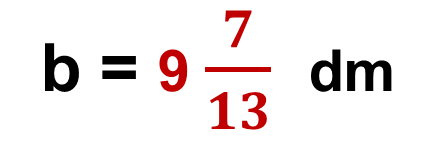 b = 9 7/13 dm